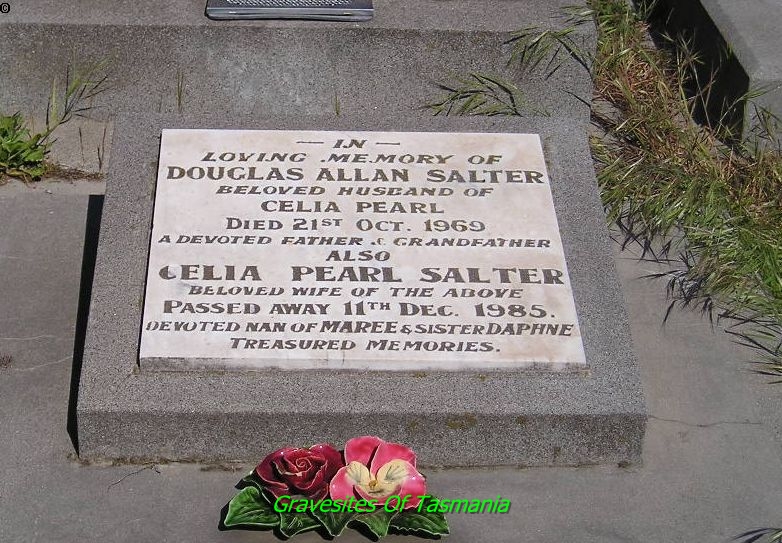 ©
— IN —
LOVING MEMORY OF
DOUGLAS ALLAN SALTER
BELOVED HUSBAND OF
CELIA PEARL
DIED 21ST OCT. 1969
A DEVOTED FATHER & GRANDFATHER
ALSO
CELIA PEARL SALTER
BELOVED WIFE OF THE ABOVE
PASSED AWAY 11TH DEC. 1985.
DEVOTED NAN OF MAREE & SISTER DAPHNE
TREASURED MEMORIES.
Gravesites Of Tasmania